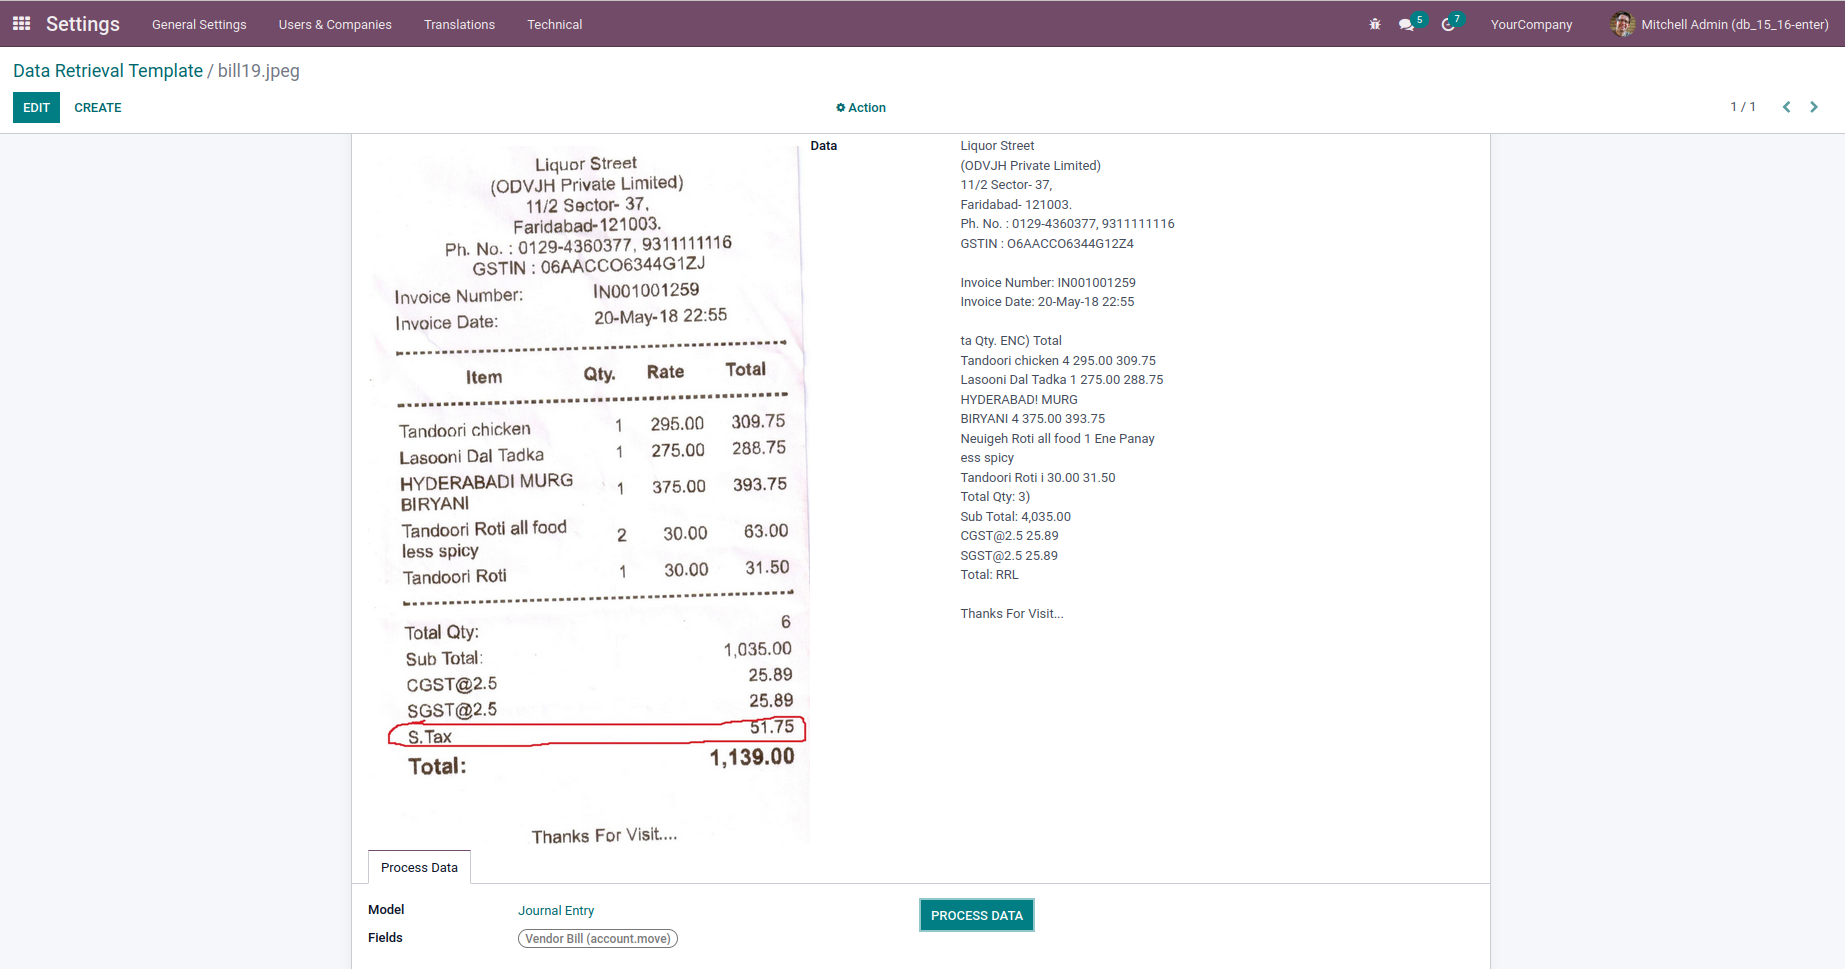 Settings General Settings Users & Companies Translations Technical 5 7 YourCompany Mitchell Admin (db_15_16-enter)
Data Retrieval Template / bill19.jpeg
EDIT CREATE Action 1 / 1
Liquor Street
(ODVJH Private Limited)
11/2 Sector- 37,
Faridabad-121003.
Ph. No. : 0129-4360377, 9311111116
GSTIN : 06AACCO6344G1ZJ
Invoice Number: IN001001259
Invoice Date: 20-May-18 22:55
Item Qty. Rate Total
Tandoori chicken 1 295.00 309.75
Lasooni Dal Tadka 1 275.00 288.75
HYDERABADI MURG
BIRYANI 1 375.00 393.75
Tandoori Roti all food
less spicy 2 30.00 63.00
Tandoori Roti 1 30.00 31.50
Total Qty: 6
Sub Total: 1,035.00
CGST@2.5 25.89
SGST@2.5 25.89
S.Tax 51.75
Total: 1,139.00
Thanks For Visit....
Data
Liquor Street
(ODVJH Private Limited)
11/2 Sector- 37,
Faridabad- 121003.
Ph. No. : 0129-4360377, 9311111116
GSTIN : O6AACCO6344G12Z4
Invoice Number: IN001001259
Invoice Date: 20-May-18 22:55
ta Qty. ENC) Total
Tandoori chicken 4 295.00 309.75
Lasooni Dal Tadka 1 275.00 288.75
HYDERABAD! MURG
BIRYANI 4 375.00 393.75
Neuigeh Roti all food 1 Ene Panay
ess spicy
Tandoori Roti i 30.00 31.50
Total Qty: 3)
Sub Total: 4,035.00
CGST@2.5 25.89
SGST@2.5 25.89
Total: RRL
Thanks For Visit...
Process Data
Model Journal Entry
Fields Vendor Bill (account.move)
PROCESS DATA